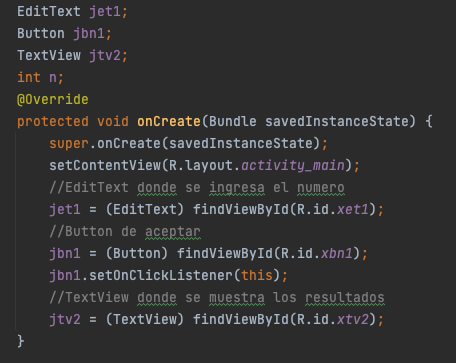 EditText jet1;
Button jbn1;
TextView jtv2;
int n;
@Override
protected void onCreate(Bundle savedInstanceState) {
    super.onCreate(savedInstanceState);
    setContentView(R.layout.activity_main);
    //EditText donde se ingresa el numero
    jet1 = (EditText) findViewById(R.id.xet1);
    //Button de aceptar
    jbn1 = (Button) findViewById(R.id.xbn1);
    jbn1.setOnClickListener(this);
    //TextView donde se muestra los resultados
    jtv2 = (TextView) findViewById(R.id.xtv2);
}